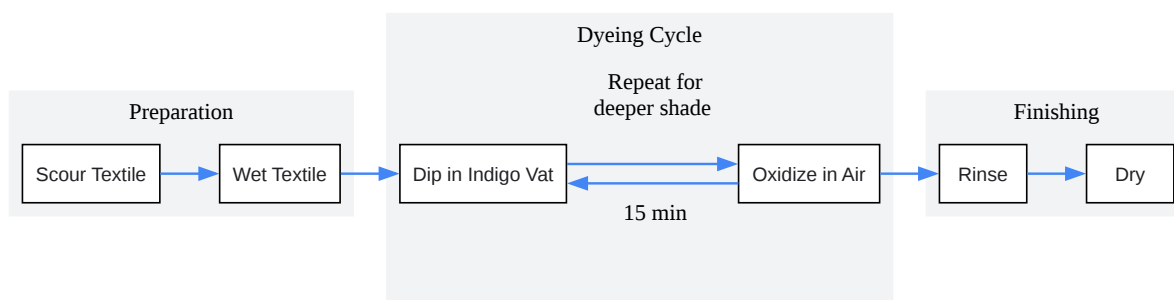 Dyeing Cycle
Repeat for
deeper shade
Preparation
Finishing
Scour Textile
Wet Textile
Dip in Indigo Vat
Oxidize in Air
Rinse
Dry
15 min